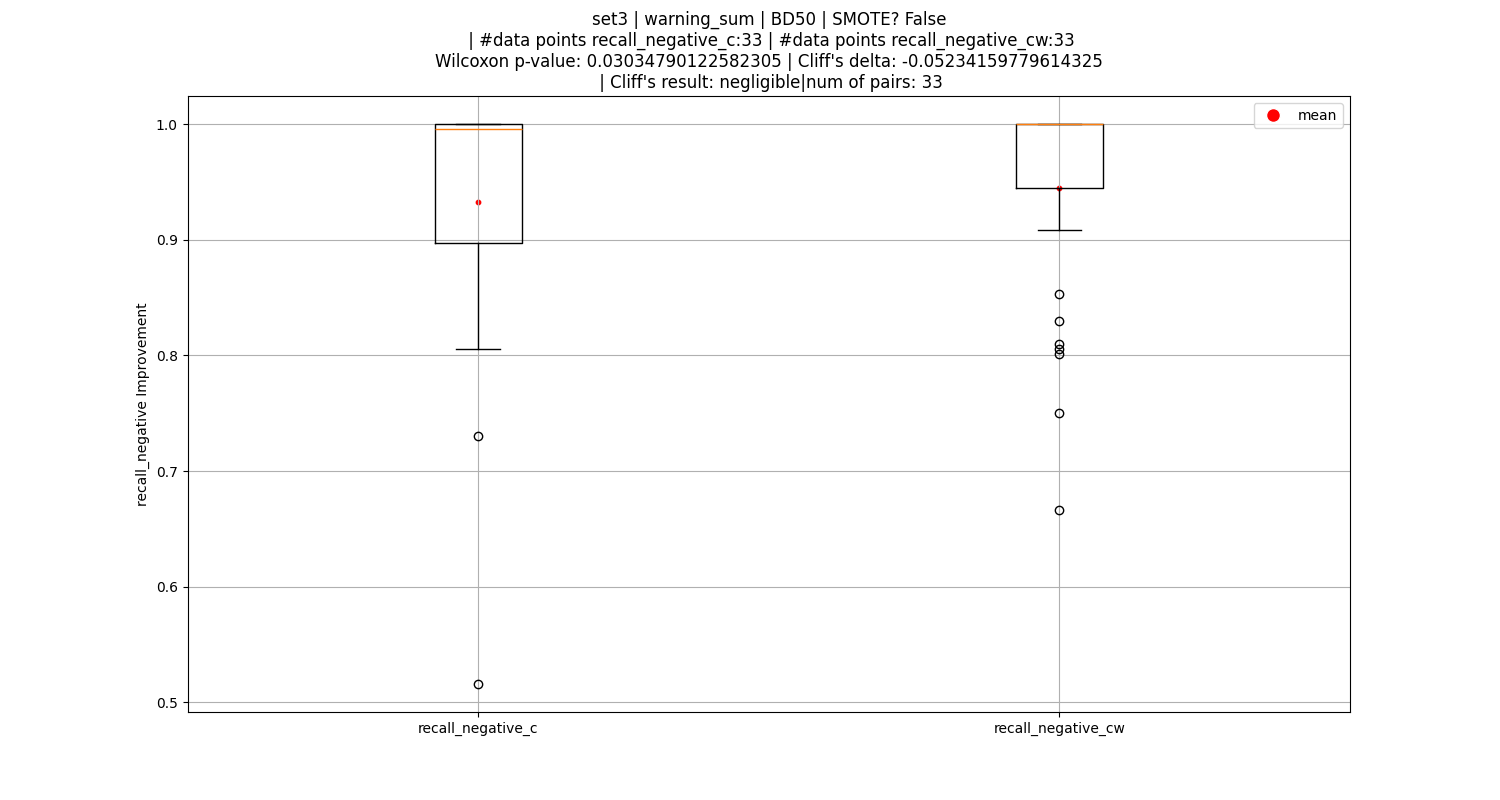 set3 | warning_sum | BD50 | SMOTE? False
| #data points recall_negative_c:33 | #data points recall_negative_cw:33
Wilcoxon p-value: 0.03034790122582305 | Cliff's delta: -0.05234159779614325
| Cliff's result: negligible|num of pairs: 33
mean
1.0
0.9
0.8
0.7
0.6
0.5
recall_negative Improvement
recall_negative_c
recall_negative_cw